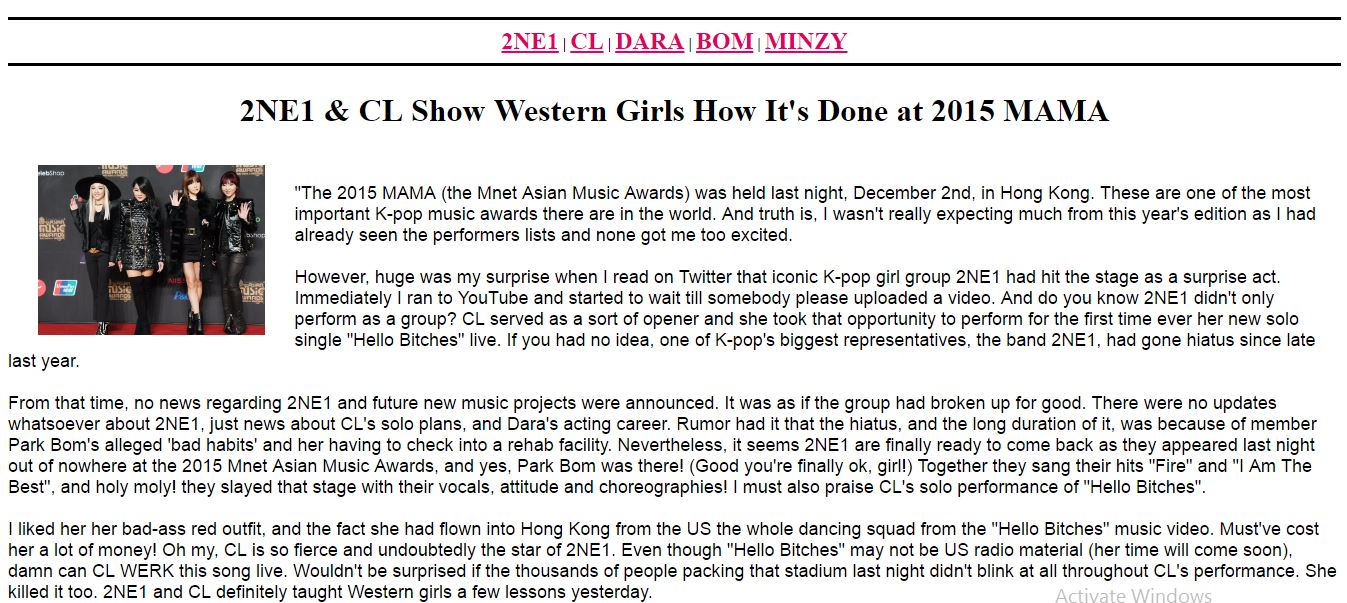 2NE1 | CL | DARA | BOM | MINZY
2NE1 & CL Show Western Girls How It's Done at 2015 MAMA
"The 2015 MAMA (the Mnet Asian Music Awards) was held last night, December 2nd, in Hong Kong. These are one of the most
important K-pop music awards there are in the world. And truth is, I wasn't really expecting much from this year's edition as I had
already seen the performers lists and none got me too excited.
However, huge was my surprise when I read on Twitter that iconic K-pop girl group 2NE1 had hit the stage as a surprise act.
Immediately I ran to YouTube and started to wait till somebody please uploaded a video. And do you know 2NE1 didn't only
perform as a group? CL served as a sort of opener and she took that opportunity to perform for the first time ever her new solo
single "Hello Bitches" live. If you had no idea, one of K-pop's biggest representatives, the band 2NE1, had gone hiatus since late
last year.
From that time, no news regarding 2NE1 and future new music projects were announced. It was as if the group had broken up for good. There were no updates
whatsoever about 2NE1, just news about CL's solo plans, and Dara's acting career. Rumor had it that the hiatus, and the long duration of it, was because of member
Park Bom's alleged 'bad habits' and her having to check into a rehab facility. Nevertheless, it seems 2NE1 are finally ready to come back as they appeared last night
out of nowhere at the 2015 Mnet Asian Music Awards, and yes, Park Bom was there! (Good you're finally ok, girl!) Together they sang their hits "Fire" and "I Am The
Best", and holy moly! they slayed that stage with their vocals, attitude and choreographies! I must also praise CL's solo performance of "Hello Bitches".
I liked her her bad-ass red outfit, and the fact she had flown into Hong Kong from the US the whole dancing squad from the "Hello Bitches" music video. Must've cost
her a lot of money! Oh my, CL is so fierce and undoubtedly the star of 2NE1. Even though "Hello Bitches" may not be US radio material (her time will come soon),
damn can CL WERK this song live. Wouldn't be surprised if the thousands of people packing that stadium last night didn't blink at all throughout CL's performance. She
killed it too. 2NE1 and CL definitely taught Western girls a few lessons yesterday.
Activate Windows